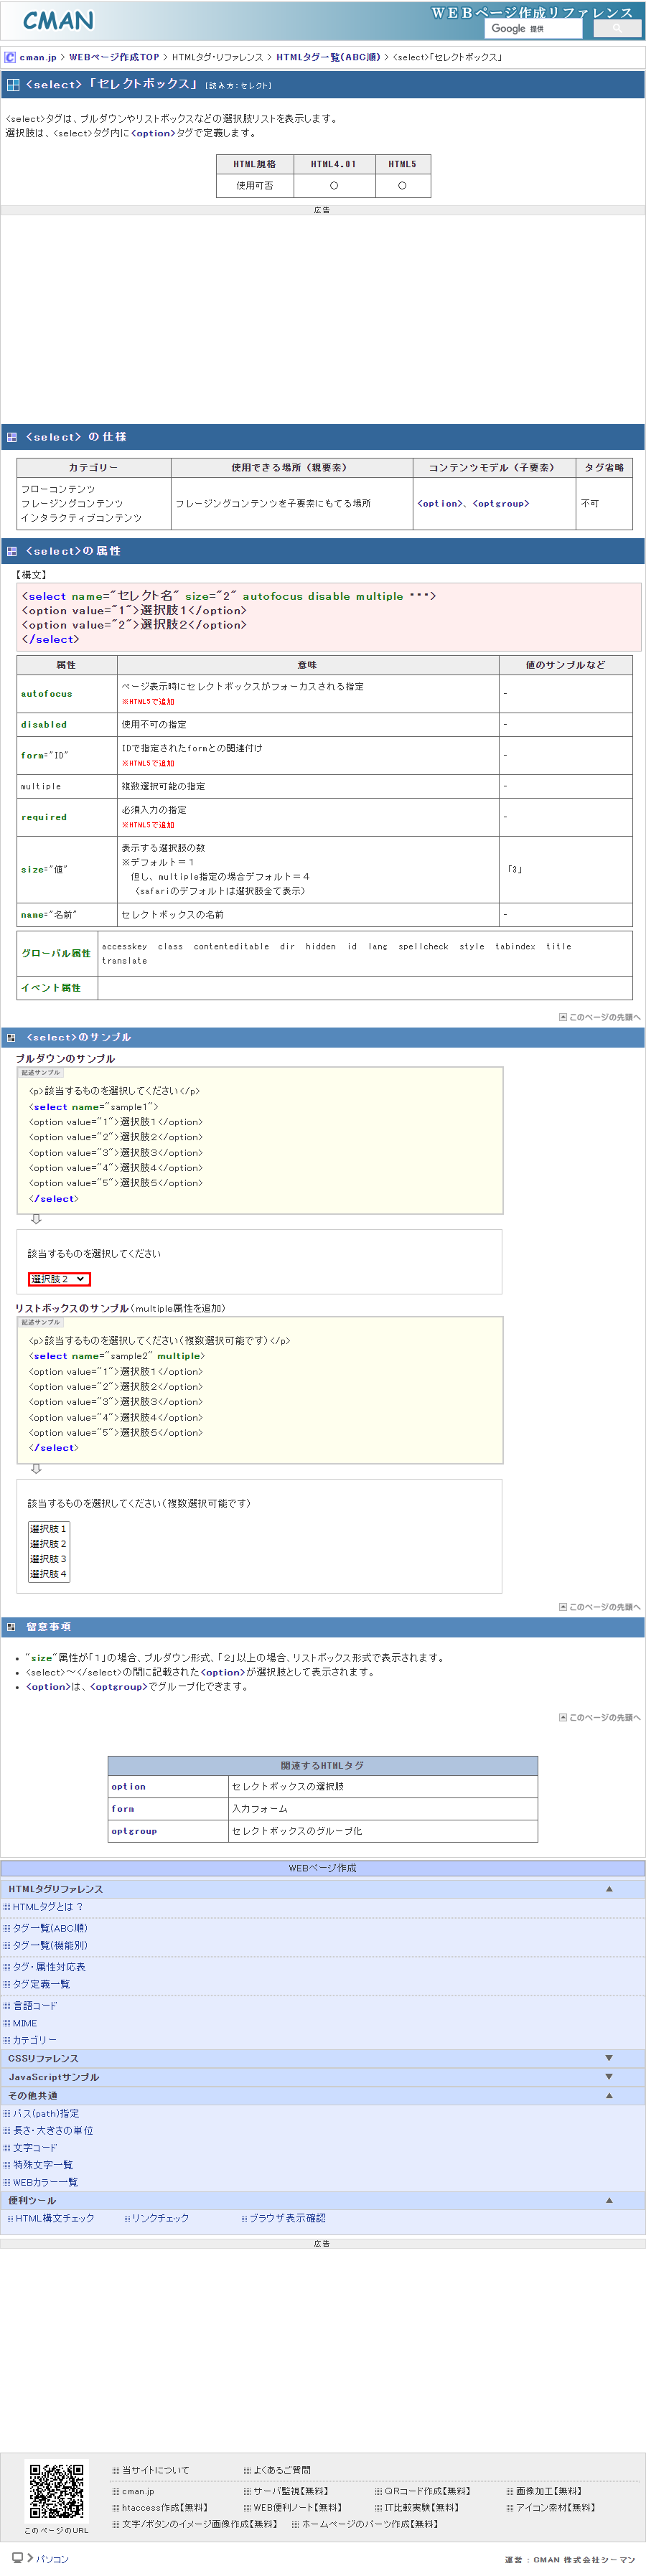 CMAN
WEBページ作成リファレンス
Google 提供
cman.jp > WEBページ作成TOP > HTMLタグ・リファレンス > HTMLタグ一覧(ABC順) > <select>「セレクトボックス」
<select> 「セレクトボックス」 [読み方：セレクト]
<select>タグは、プルダウンやリストボックスなどの選択肢リストを表示します。
選択肢は、<select>タグ内に<option>タグで定義します。
HTML規格 HTML4.01 HTML5
使用可否 ○ ○
広告
<select> の仕様
カテゴリー 使用できる場所（親要素） コンテンツモデル（子要素） タグ省略
フローコンテンツ
フレージングコンテンツ
インタラクティブコンテンツ
フレージングコンテンツを子要素にもてる場所
<option>、<optgroup>
不可
<select>の属性
【構文】
<select name="セレクト名" size="2" autofocus disable multiple ･･･>
<option value="1">選択肢１</option>
<option value="2">選択肢２</option>
</select>
属性 意味 値のサンプルなど
autofocus ページ表示時にセレクトボックスがフォーカスされる指定 -
※HTML5で追加
disabled 使用不可の指定 -
form="ID" IDで指定されたformとの関連付け -
※HTML5で追加
multiple 複数選択可能の指定 -
required 必須入力の指定 -
※HTML5で追加
size="値" 表示する選択肢の数
※デフォルト＝１
但し、multiple指定の場合デフォルト＝４
（safariのデフォルトは選択肢全て表示）
「3」
name="名前" セレクトボックスの名前 -
グローバル属性 accesskey class contenteditable dir hidden id lang spellcheck style tabindex title
translate
イベント属性
このページの先頭へ
<select>のサンプル
プルダウンのサンプル
記述サンプル
<p>該当するものを選択してください</p>
<select name="sample1">
<option value="1">選択肢１</option>
<option value="2">選択肢２</option>
<option value="3">選択肢３</option>
<option value="4">選択肢４</option>
<option value="5">選択肢５</option>
</select>
該当するものを選択してください
選択肢２
リストボックスのサンプル（multiple属性を追加）
記述サンプル
<p>該当するものを選択してください（複数選択可能です）</p>
<select name="sample2" multiple>
<option value="1">選択肢１</option>
<option value="2">選択肢２</option>
<option value="3">選択肢３</option>
<option value="4">選択肢４</option>
<option value="5">選択肢５</option>
</select>
該当するものを選択してください（複数選択可能です）
選択肢１
選択肢２
選択肢３
選択肢４
このページの先頭へ
留意事項
"size"属性が「１」の場合、プルダウン形式、「２」以上の場合、リストボックス形式で表示されます。
<select>～</select>の間に記載された<option>が選択肢として表示されます。
<option>は、<optgroup>でグループ化できます。
このページの先頭へ
関連するHTMLタグ
option セレクトボックスの選択肢
form 入力フォーム
optgroup セレクトボックスのグループ化
WEBページ作成
HTMLタグリファレンス ▲
HTMLタグとは？
タグ一覧(ABC順)
タグ一覧(機能別)
タグ・属性対応表
タグ定義一覧
言語コード
MIME
カテゴリー
CSSリファレンス ▼
JavaScriptサンプル ▼
その他共通 ▲
パス(path)指定
長さ・大きさの単位
文字コード
特殊文字一覧
WEBカラー一覧
便利ツール ▲
HTML構文チェック リンクチェック ブラウザ表示確認
広告
このページのURL
当サイトについて よくあるご質問
cman.jp サーバ監視【無料】 QRコード作成【無料】 画像加工【無料】
htaccess作成【無料】 WEB便利ノート【無料】 IT比較実験【無料】 アイコン素材【無料】
文字/ボタンのイメージ画像作成【無料】 ホームページのパーツ作成【無料】
パソコン
運営 : CMAN 株式会社シーマン